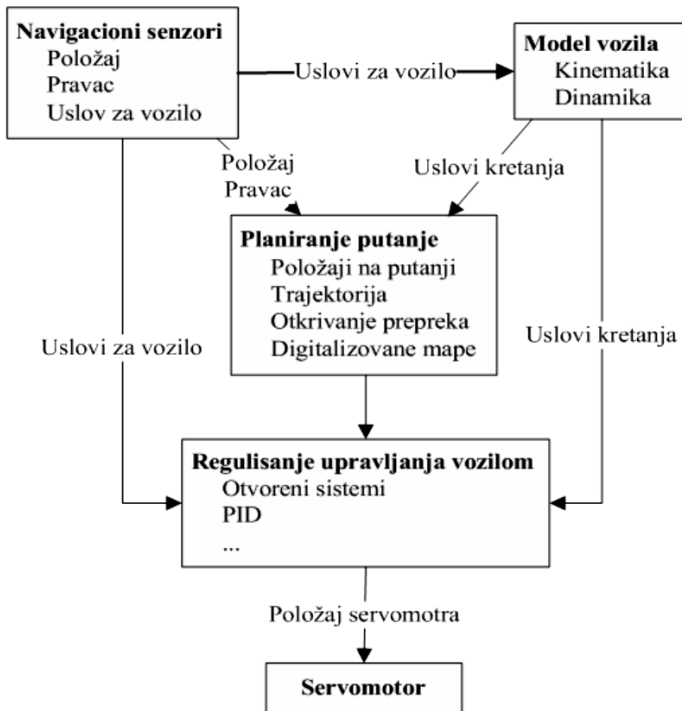 Navigacioni senzori
Položaj
Pravac
Uslov za vozilo
Uslovi za vozilo
Model vozila
Kinematika
Dinamika
Položaj
Pravac
Uslovi kretanja
Planiranje putanje
Položaji na putanji
Trajektorija
Otkrivanje prepreka
Digitalizovane mape
Uslovi za vozilo
Uslovi kretanja
Regulisanje upravljanja vozilom
Otvoreni sistemi
PID
...
Položaj servomotra
Servomotor